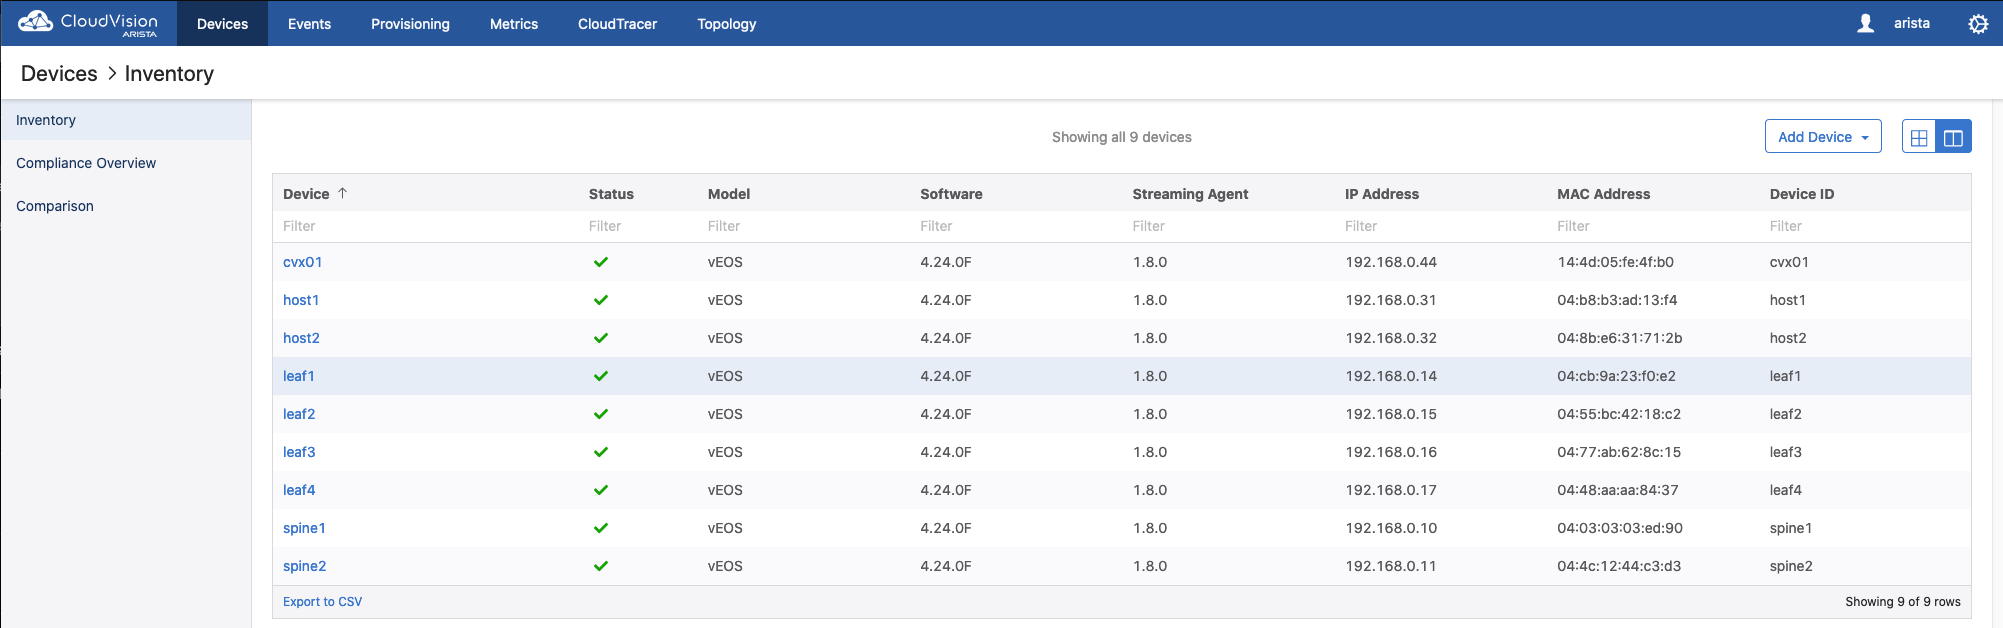 CloudVision
ARISTA
Devices Events Provisioning Metrics CloudTracer Topology arista
Devices > Inventory
Inventory
Compliance Overview
Comparison
Showing all 9 devices
Add Device
Device ↑ Status Model Software Streaming Agent IP Address MAC Address Device ID
Filter Filter Filter Filter Filter Filter Filter Filter
cvx01 ✔ vEOS 4.24.0F 1.8.0 192.168.0.44 14:4d:05:fe:4f:b0 cvx01
host1 ✔ vEOS 4.24.0F 1.8.0 192.168.0.31 04:b8:b3:ad:13:f4 host1
host2 ✔ vEOS 4.24.0F 1.8.0 192.168.0.32 04:8b:e6:31:71:2b host2
leaf1 ✔ vEOS 4.24.0F 1.8.0 192.168.0.14 04:cb:9a:23:f0:e2 leaf1
leaf2 ✔ vEOS 4.24.0F 1.8.0 192.168.0.15 04:55:bc:42:18:c2 leaf2
leaf3 ✔ vEOS 4.24.0F 1.8.0 192.168.0.16 04:77:ab:62:8c:15 leaf3
leaf4 ✔ vEOS 4.24.0F 1.8.0 192.168.0.17 04:48:aa:aa:84:37 leaf4
spine1 ✔ vEOS 4.24.0F 1.8.0 192.168.0.10 04:03:03:03:ed:90 spine1
spine2 ✔ vEOS 4.24.0F 1.8.0 192.168.0.11 04:4c:12:44:c3:d3 spine2
Export to CSV Showing 9 of 9 rows